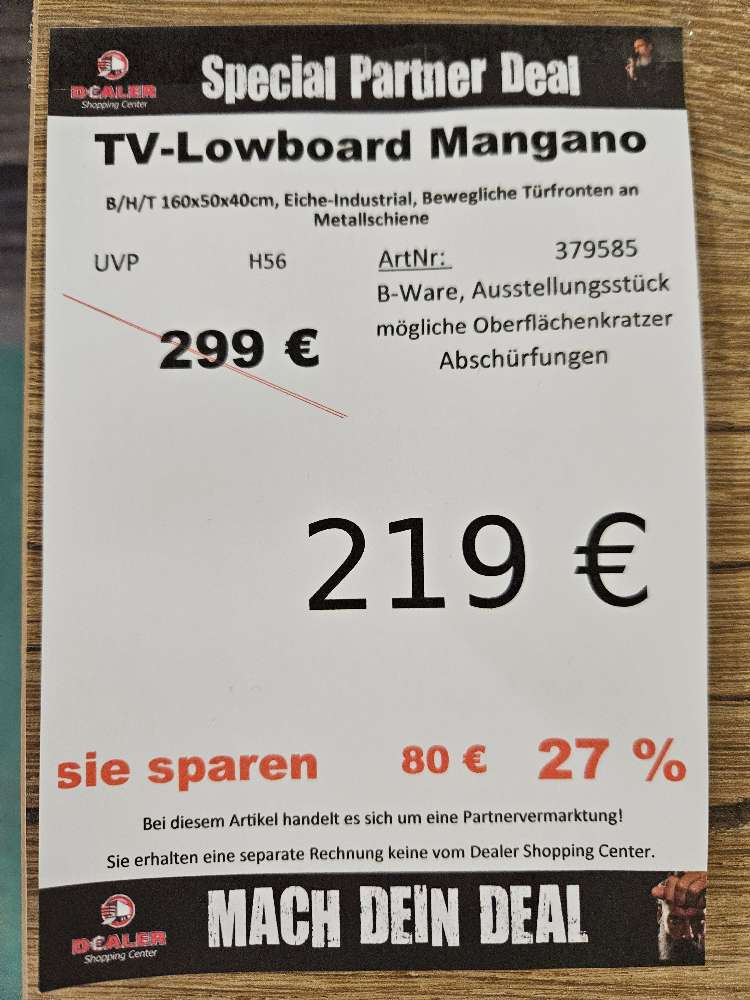 DEALER
Shopping Center
Special Partner Deal
TV-Lowboard Mangano
B/H/T 160x50x40cm, Eiche-Industrial, Bewegliche Türfronten an
Metallschiene
UVP H56 ArtNr: 379585
B-Ware, Ausstellungsstück
299 €
mögliche Oberflächenkratzer
Abschürfungen
219 €
sie sparen 80 € 27 %
Bei diesem Artikel handelt es sich um eine Partnervermarktung!
Sie erhalten eine separate Rechnung keine vom Dealer Shopping Center.
DEALER
Shopping Center
MACH DEIN DEAL